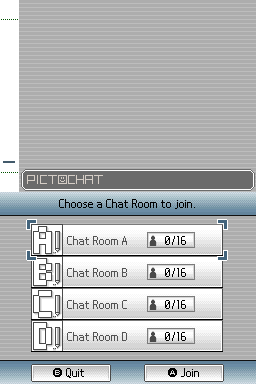 PICTOCHAT
Choose a Chat Room to join.
A Chat Room A 0/16
B Chat Room B 0/16
C Chat Room C 0/16
D Chat Room D 0/16
B Quit A Join